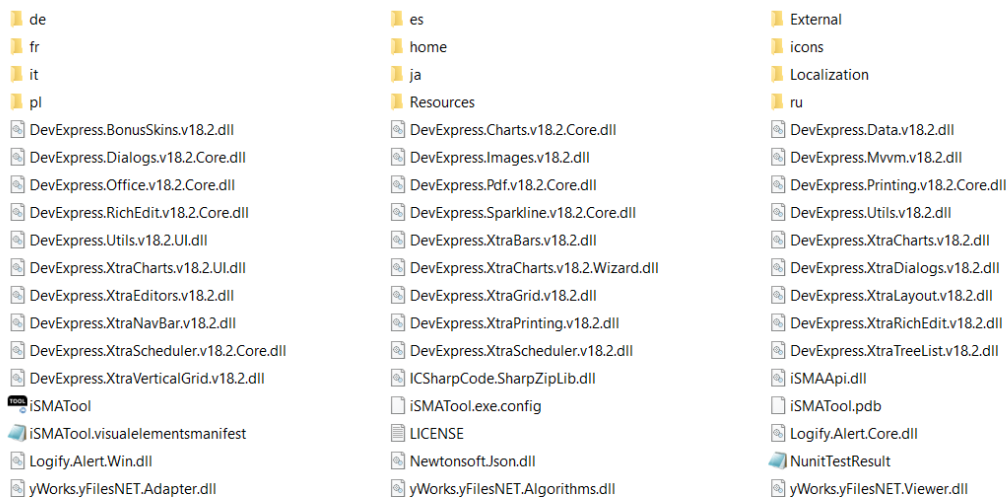 de
es
External
fr
home
icons
it
ja
Localization
pl
Resources
ru
DevExpress.BonusSkins.v18.2.dll
DevExpress.Charts.v18.2.Core.dll
DevExpress.Data.v18.2.dll
DevExpress.Dialogs.v18.2.Core.dll
DevExpress.Images.v18.2.dll
DevExpress.Mvvm.v18.2.dll
DevExpress.Office.v18.2.Core.dll
DevExpress.Pdf.v18.2.Core.dll
DevExpress.Printing.v18.2.Core.dll
DevExpress.RichEdit.v18.2.Core.dll
DevExpress.Sparkline.v18.2.Core.dll
DevExpress.Utils.v18.2.dll
DevExpress.Utils.v18.2.UI.dll
DevExpress.XtraBars.v18.2.dll
DevExpress.XtraCharts.v18.2.dll
DevExpress.XtraCharts.v18.2.UI.dll
DevExpress.XtraCharts.v18.2.Wizard.dll
DevExpress.XtraDialogs.v18.2.dll
DevExpress.XtraEditors.v18.2.dll
DevExpress.XtraGrid.v18.2.dll
DevExpress.XtraLayout.v18.2.dll
DevExpress.XtraNavBar.v18.2.dll
DevExpress.XtraPrinting.v18.2.dll
DevExpress.XtraRichEdit.v18.2.dll
DevExpress.XtraScheduler.v18.2.Core.dll
DevExpress.XtraScheduler.v18.2.dll
DevExpress.XtraTreeList.v18.2.dll
DevExpress.XtraVerticalGrid.v18.2.dll
ICSharpCode.SharpZipLib.dll
iSMAApi.dll
TOOL
iSMATool
iSMATool.exe.config
iSMATool.pdb
iSMATool.visualelementsmanifest
LICENSE
Logify.Alert.Core.dll
Logify.Alert.Win.dll
Newtonsoft.Json.dll
NunitTestResult
yWorks.yFilesNET.Adapter.dll
yWorks.yFilesNET.Algorithms.dll
yWorks.yFilesNET.Viewer.dll